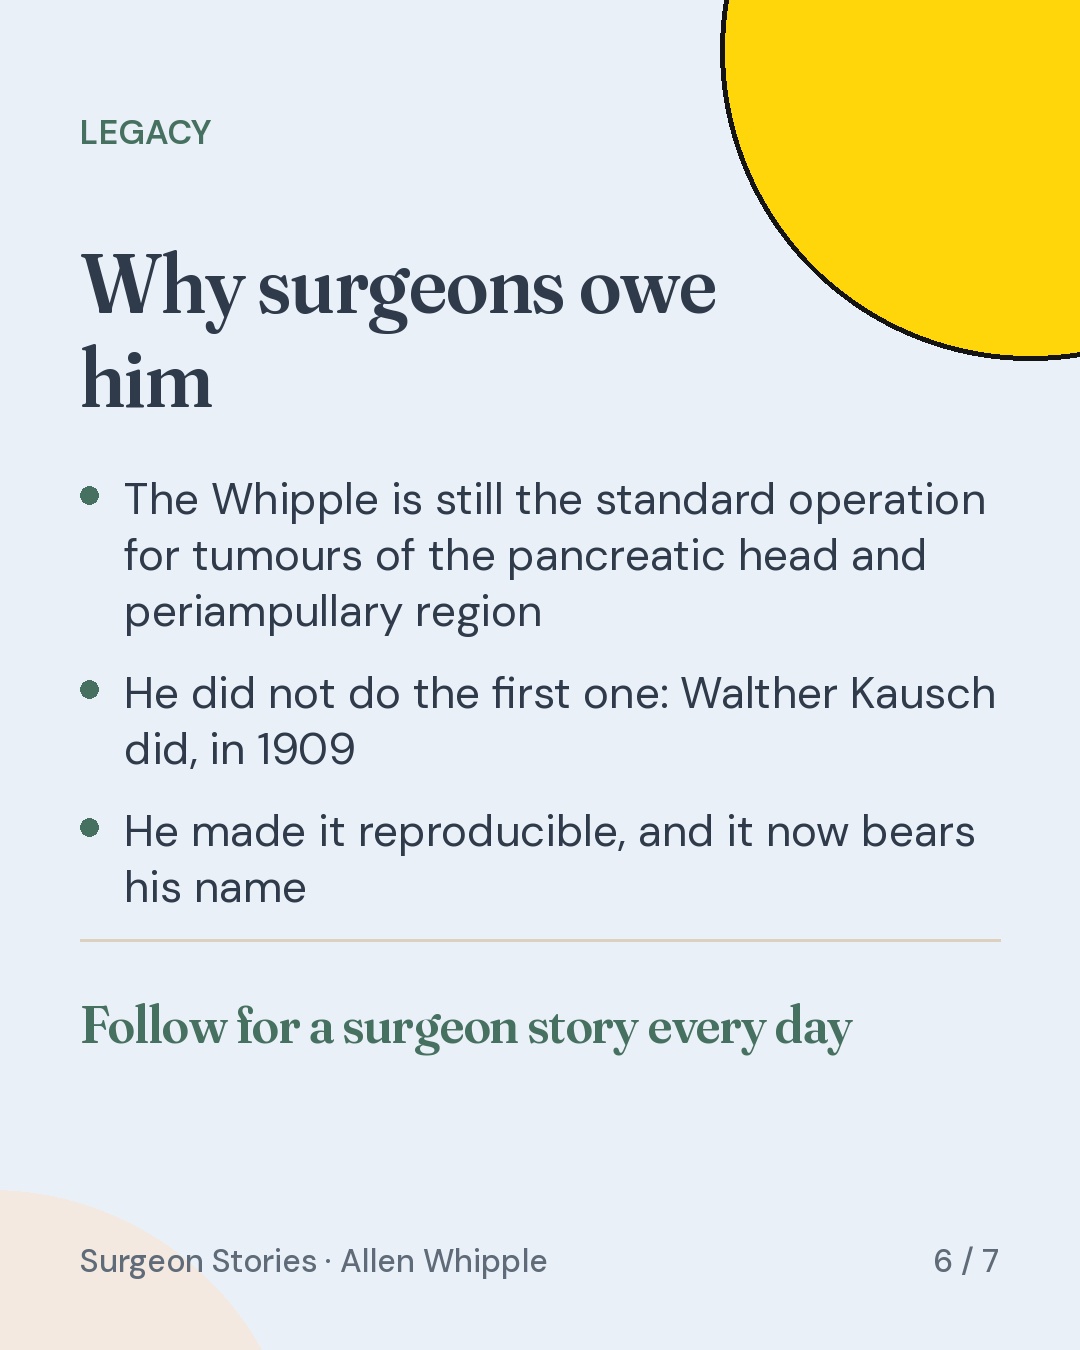 LEGACY
Why surgeons owe
him
The Whipple is still the standard operation
for tumours of the pancreatic head and
periampullary region
He did not do the first one: Walther Kausch
did, in 1909
He made it reproducible, and it now bears
his name
Follow for a surgeon story every day
Surgeon Stories · Allen Whipple
6 / 7